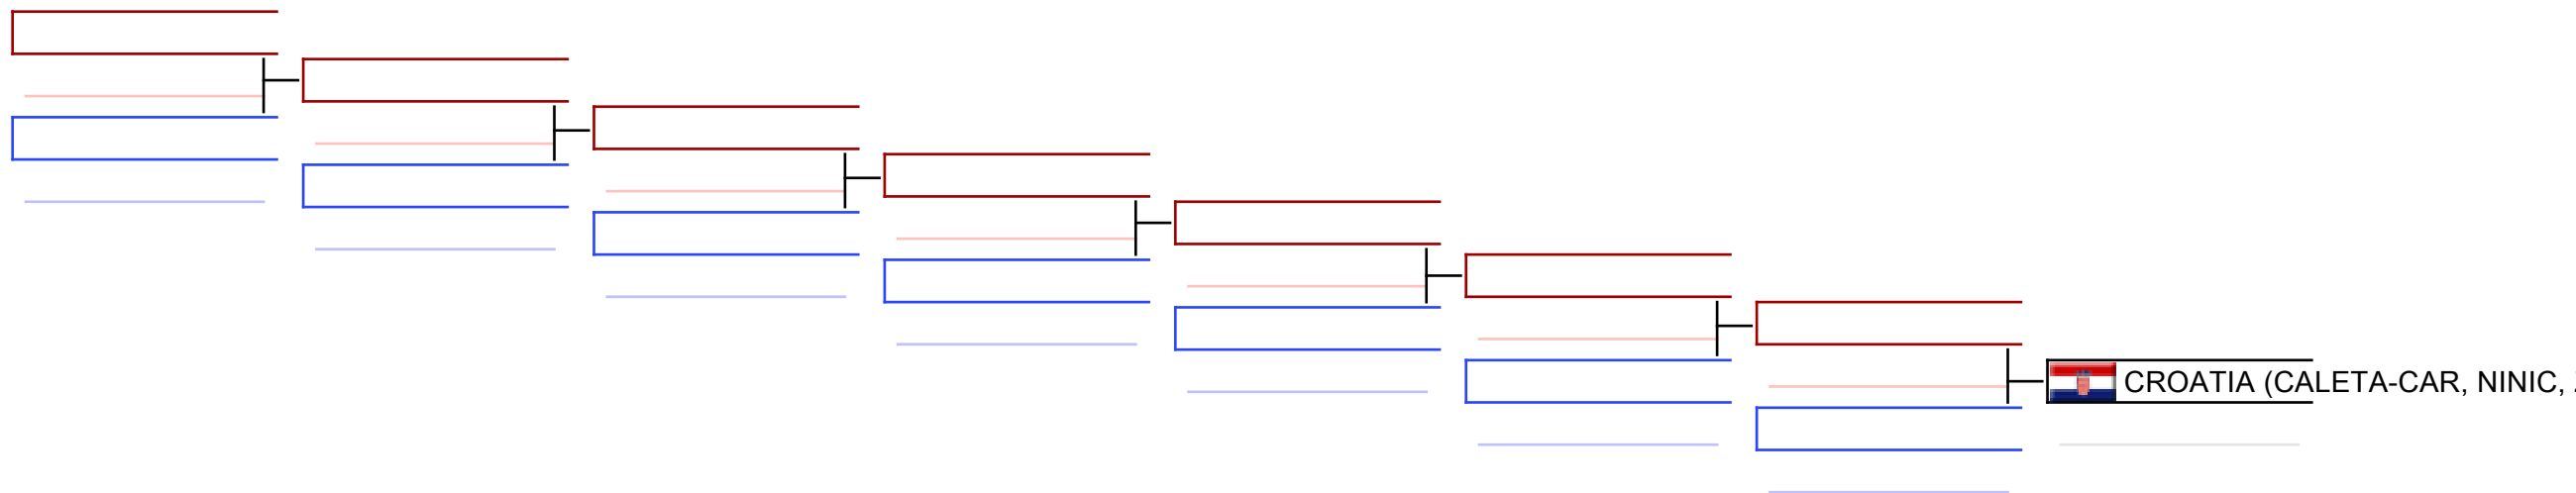 CROATIA (CALETA-CAR, NINIC,